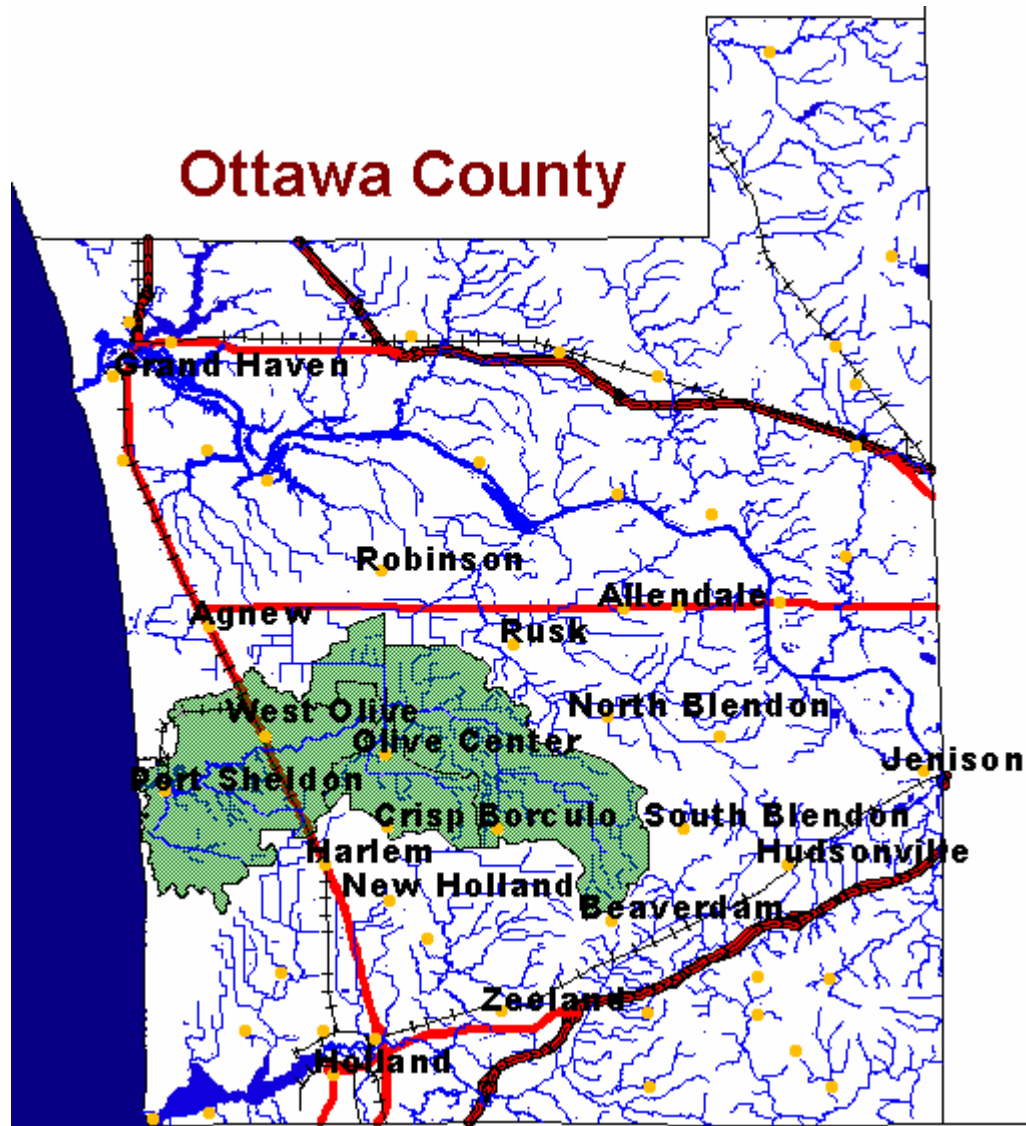 Ottawa County
Grand Haven
Robinson
Allendale
Agnew
Rusk
West Olive
North Blendon
Olive Center
Jenison
Port Sheldon
Crisp
Borculo
South Blendon
Harlem
Hudsonville
New Holland
Beaverdam
Zeeland
Holland